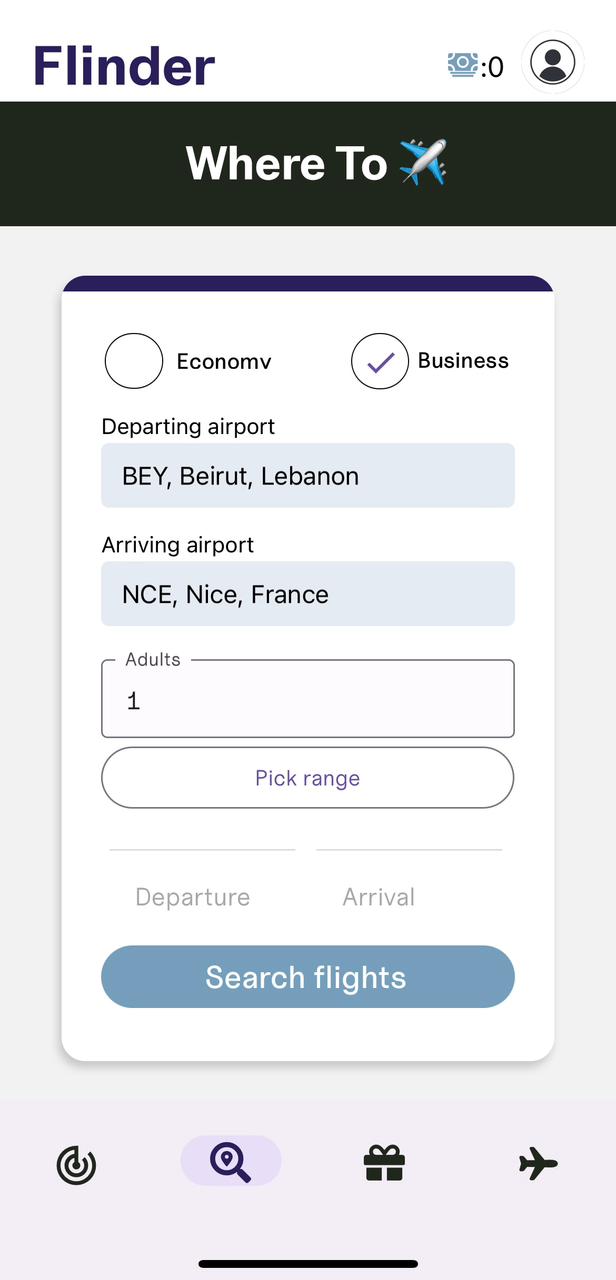 Flinder
:0
Where To ✈️
Economy
Business
Departing airport
BEY, Beirut, Lebanon
Arriving airport
NCE, Nice, France
Adults
1
Pick range
Departure
Arrival
Search flights